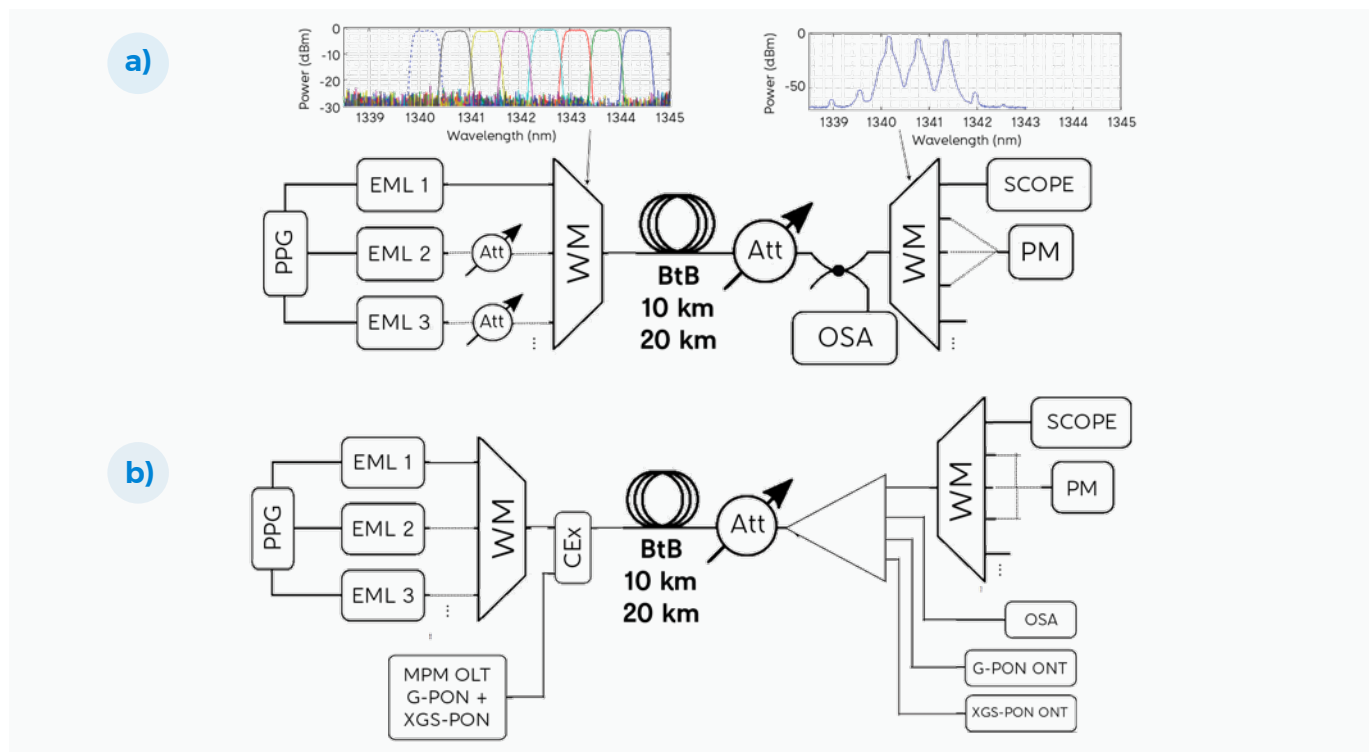 a)
Power (dBm)
0
-10
-20
-30
1339 1340 1341 1342 1343 1344 1345
Wavelength (nm)
Power (dBm)
0
-50
1339 1340 1341 1342 1343 1344 1345
Wavelength (nm)
PPG
EML 1
EML 2
EML 3
Att
Att
⋮
WM
BtB
10 km
20 km
Att
OSA
WM
SCOPE
PM
⋮
b)
PPG
EML 1
EML 2
EML 3
⋮
WM
CEx
MPM OLT
G-PON +
XGS-PON
BtB
10 km
20 km
Att
WM
SCOPE
PM
⋮
OSA
G-PON ONT
XGS-PON ONT